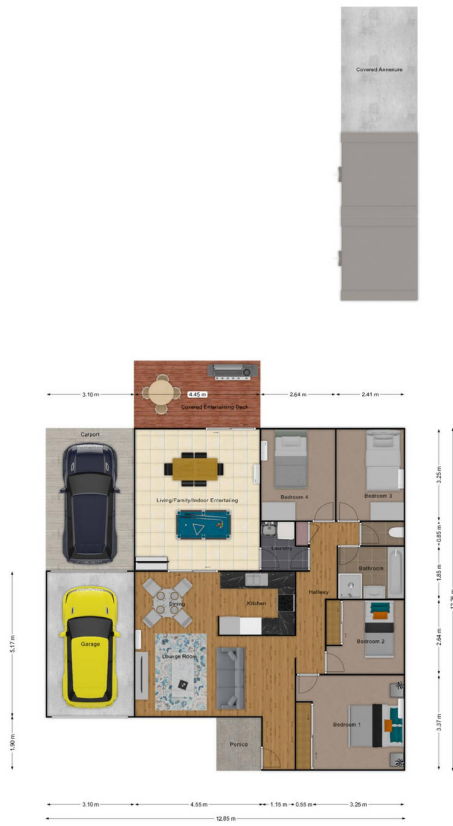 Covered Annexure
3.10 m
4.45 m
2.64 m
2.41 m
Covered Entertaining Deck
Carport
3.25 m
Bedroom 4
Bedroom 3
Living/Family/Indoor Entertaining
0.85 m
Laundry
Bathroom
1.85 m
Hallway
Dining
Kitchen
5.17 m
2.64 m
Garage
Bedroom 2
Lounge Room
Bedroom 1
3.37 m
1.90 m
Portico
3.10 m
4.55 m
1.15 m
0.55 m
3.25 m
12.85 m